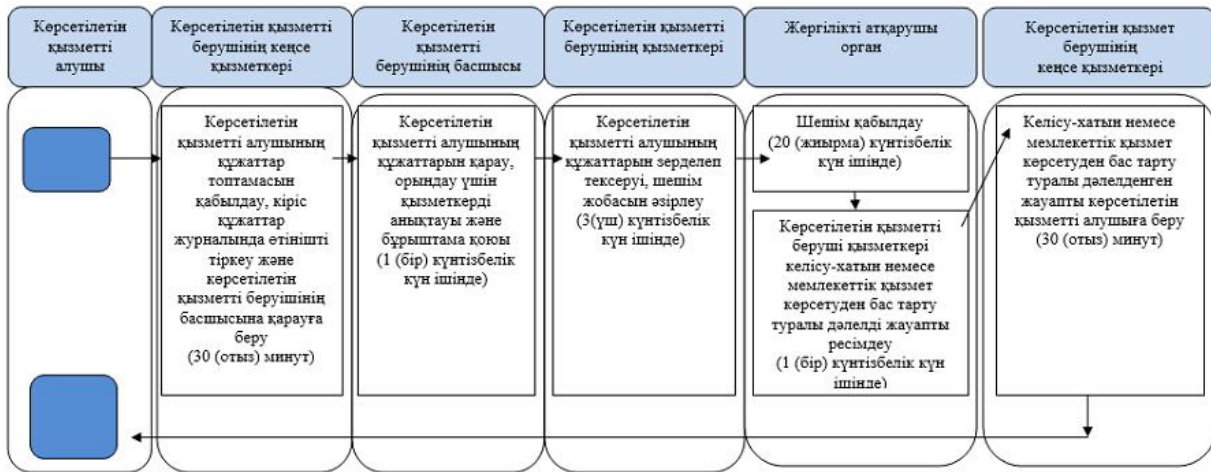 Көрсетілетін
қызметті
алушы
Көрсетілетін қызметті
берушінің кеңсе
қызметкері
Көрсетілетін
қызметті
берушінің басшысы
Көрсетілетін қызметті
берушінің қызметкері
Жергілікті атқарушы
орган
Көрсетілетін қызмет
берушінің
кеңсе қызметкері
Көрсетілетін
қызметті алушының
құжаттар
топтамасын
қабылдау, кіріс
құжаттар
журналында өтінішті
тіркеу және
көрсетілетін
қызметті беруішінің
басшысына қарауға
беру
(30 (отыз) минут)
Көрсетілетін
қызметті алушының
құжаттарын қарау,
орындау үшін
қызметкерді
анықтауы және
бұрыштама қоюы
(1 (бір) күнтізбелік
күн ішінде)
Көрсетілетін
қызметті алушының
құжаттарын зерделеп
тексеруі, шешім
жобасын әзірлеу
(3(үш) күнтізбелік
күн ішінде)
Шешім қабылдау
(20 (жиырма) күнтізбелік
күн ішінде)
Көрсетілетін қызметті
беруші қызметкері
келісу-хатын немесе
мемлекеттік қызмет
көрсетуден бас тарту
туралы дәлелді жауапты
ресімдеу
(1 (бір) күнтізбелік күн
ішінде)
Келісу-хатын немесе
мемлекеттік қызмет
көрсетуден бас тарту
туралы дәлелденген
жауапты көрсетілетін
қызметті алушыға беру
(30 (отыз) минут)